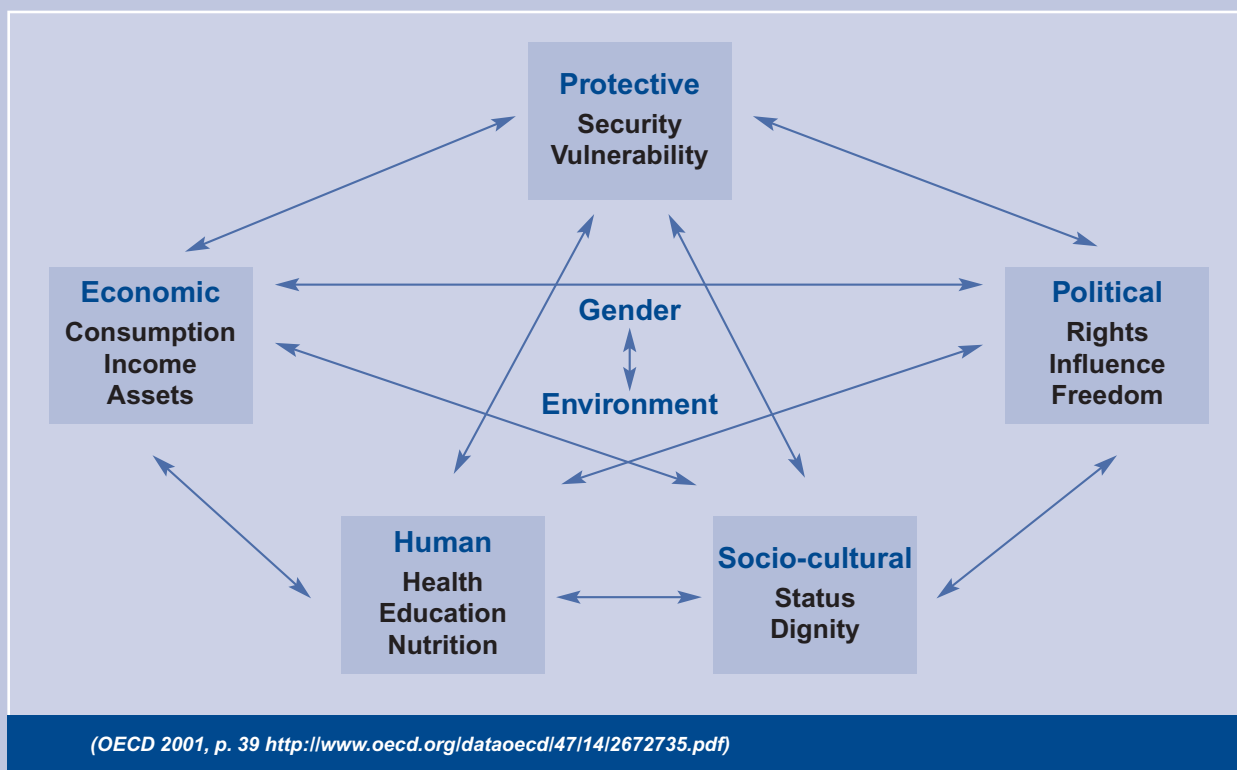 Protective
Security
Vulnerability
Economic
Consumption
Income
Assets
Gender
Environment
Political
Rights
Influence
Freedom
Human
Health
Education
Nutrition
Socio-cultural
Status
Dignity
(OECD 2001, p. 39 http://www.oecd.org/dataoecd/47/14/2672735.pdf)